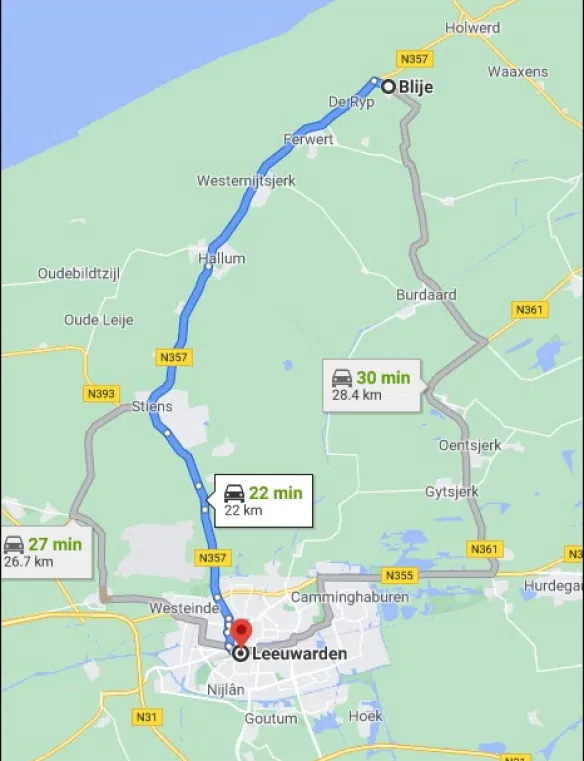 Holwerd
N357
Waaxens
Blije
De Ryp
Ferwert
Westernijtsjerk
Hallum
Oudebildtzijl
Burdaard
N361
Oude Leije
N357
30 min
28.4 km
N393
Stiens
Oentsjerk
22 min
22 km
Gytsjerk
27 min
26.7 km
N361
N357
N355
Hurdega
Westeinde
Camminghaburen
Leeuwarden
Nijlân
N31
Goutum
Hoek